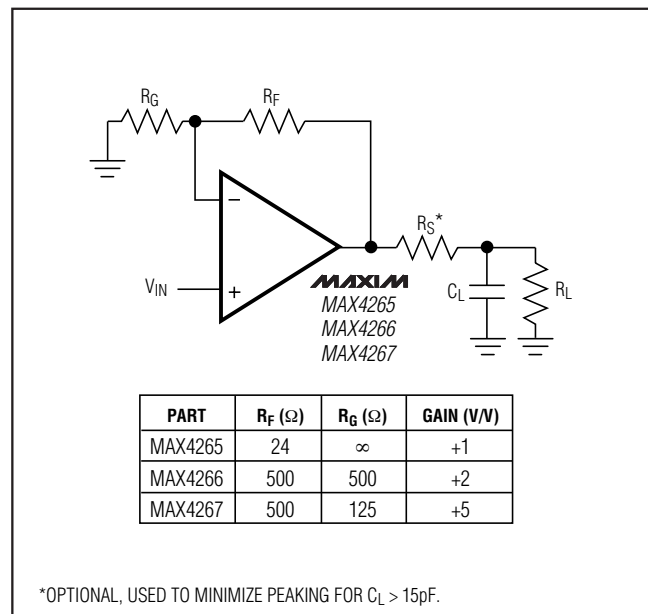 RG
RF
−
RS*
VIN
+
MAXIM
MAX4265
MAX4266
MAX4267
CL
RL
PART RF (Ω) RG (Ω) GAIN (V/V)
MAX4265 24 ∞ +1
MAX4266 500 500 +2
MAX4267 500 125 +5
*OPTIONAL, USED TO MINIMIZE PEAKING FOR CL > 15pF.